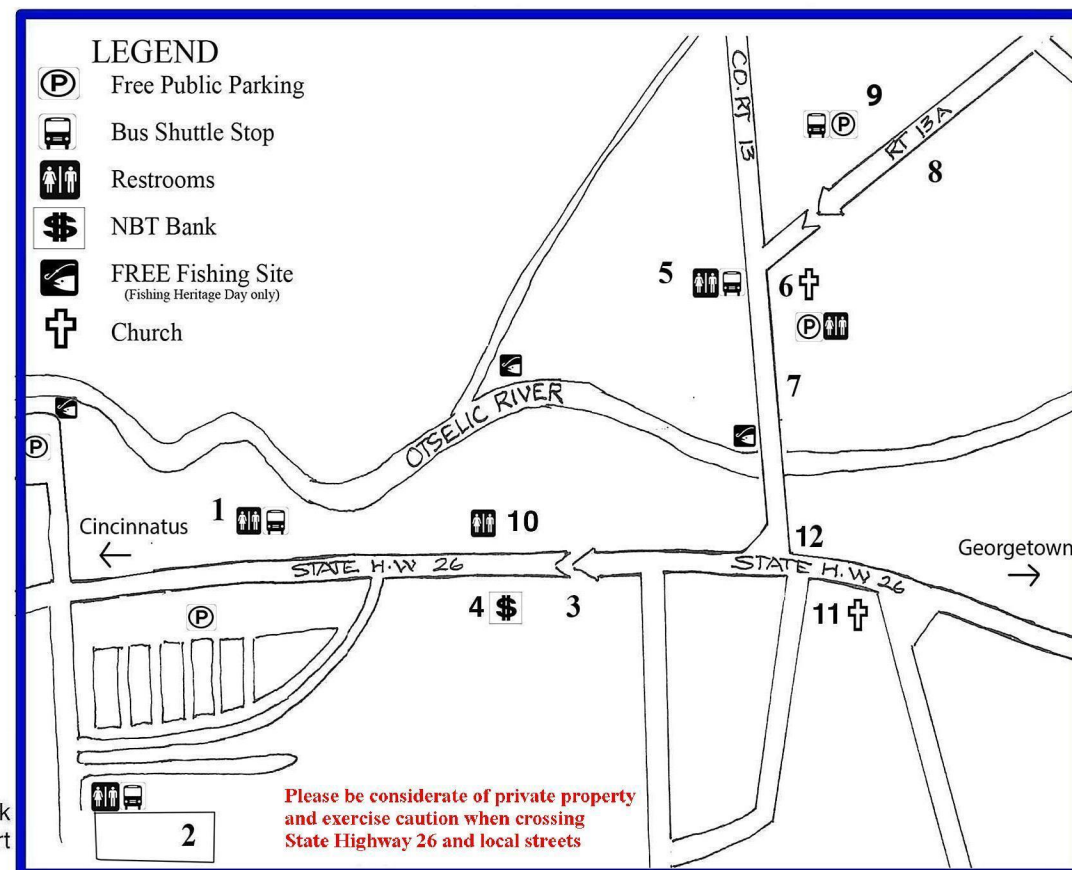 LEGEND
P Free Public Parking
Bus Shuttle Stop
Restrooms
$ NBT Bank
FREE Fishing Site
(Fishing Heritage Day only)
Church
CO. RT 13
9
P
RT 13A
8
5
6
P
7
OTSELIC RIVER
P
1
Cincinnatus
10
12
STATE H.W 26
STATE H.W 26
Georgetown
4 $ 3
11
P
2
Please be considerate of private property
and exercise caution when crossing
State Highway 26 and local streets
k
rt